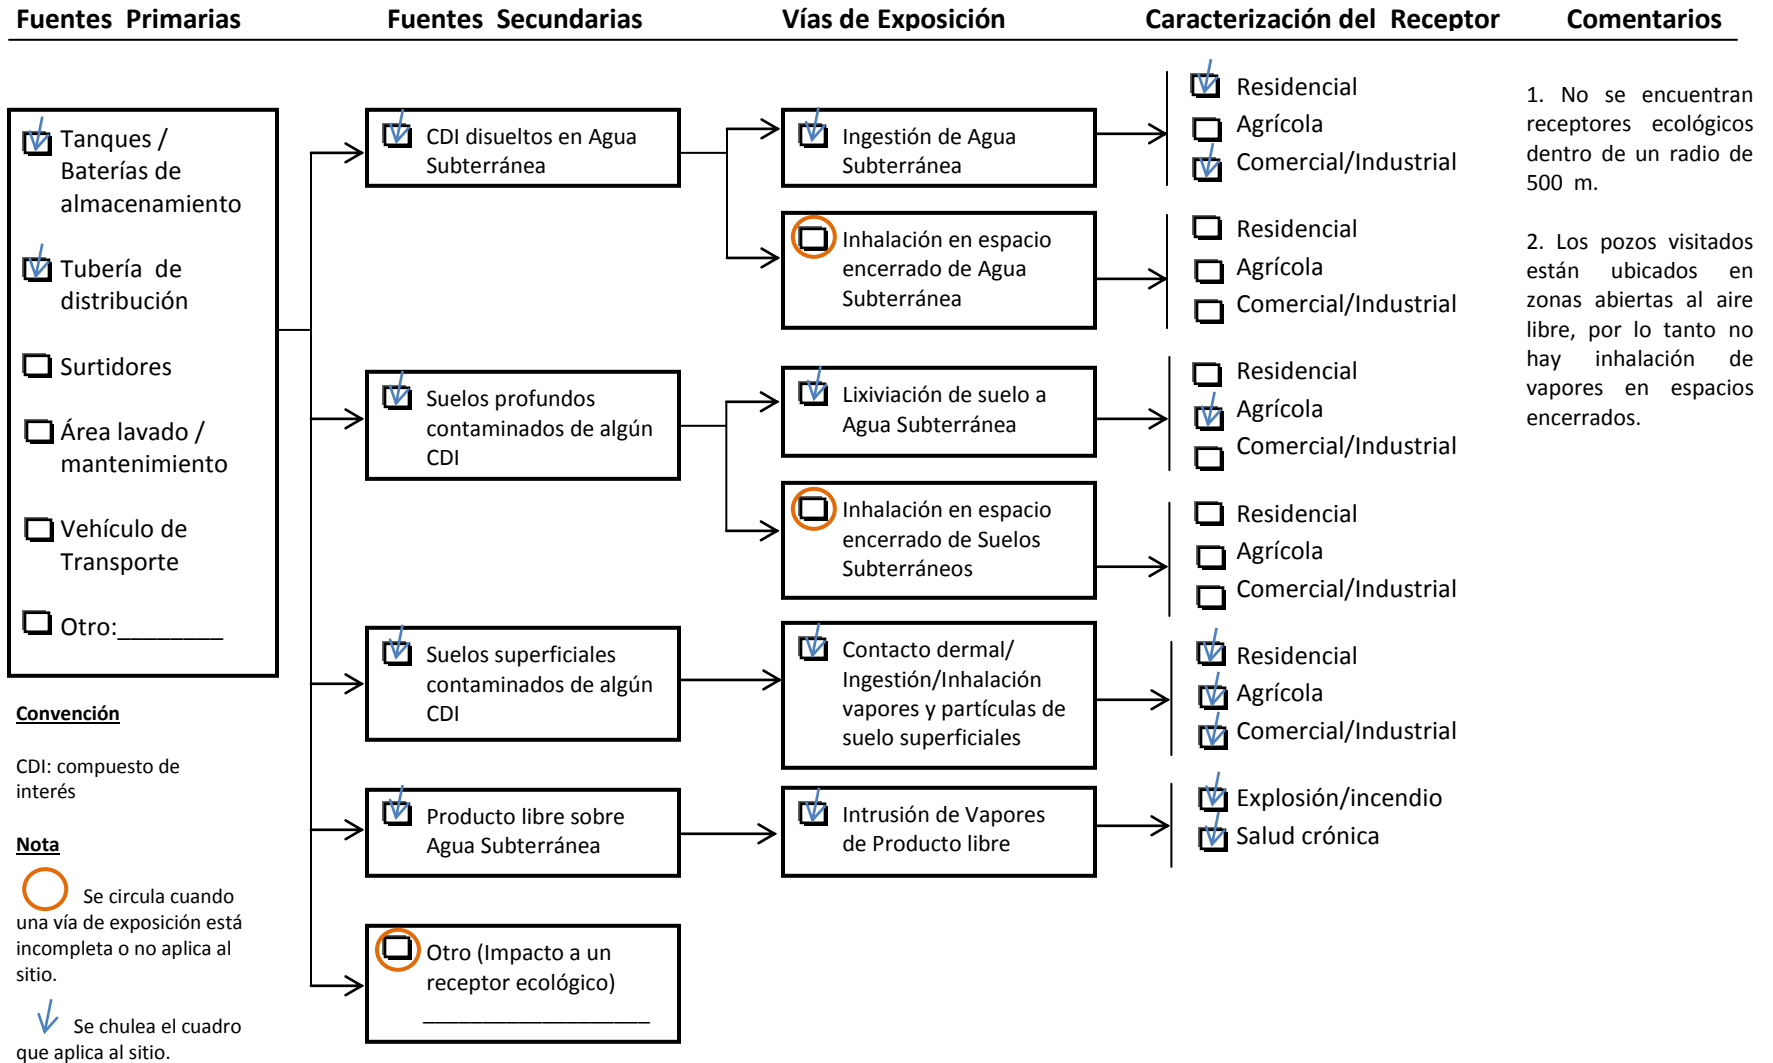 Fuentes Primarias
Fuentes Secundarias
Vías de Exposición
Caracterización del Receptor
Comentarios
Tanques /
Baterías de
almacenamiento
Tubería de
distribución
Surtidores
Área lavado /
mantenimiento
Vehículo de
Transporte
Otro:________
Convención
CDI: compuesto de
interés
Nota
Se circula cuando
una vía de exposición está
incompleta o no aplica al
sitio.
Se chulea el cuadro
que aplica al sitio.
CDI disueltos en Agua
Subterránea
Suelos profundos
contaminados de algún
CDI
Suelos superficiales
contaminados de algún
CDI
Producto libre sobre
Agua Subterránea
Otro (Impacto a un
receptor ecológico)
___________________
Ingestión de Agua
Subterránea
Inhalación en espacio
encerrado de Agua
Subterránea
Lixiviación de suelo a
Agua Subterránea
Inhalación en espacio
encerrado de Suelos
Subterráneos
Contacto dermal/
Ingestión/Inhalación
vapores y partículas de
suelo superficiales
Intrusión de Vapores
de Producto libre
Residencial
Agrícola
Comercial/Industrial
Residencial
Agrícola
Comercial/Industrial
Residencial
Agrícola
Comercial/Industrial
Residencial
Agrícola
Comercial/Industrial
Residencial
Agrícola
Comercial/Industrial
Explosión/incendio
Salud crónica
1. No se encuentran
receptores ecológicos
dentro de un radio de
500 m.
2. Los pozos visitados
están ubicados en
zonas abiertas al aire
libre, por lo tanto no
hay inhalación de
vapores en espacios
encerrados.